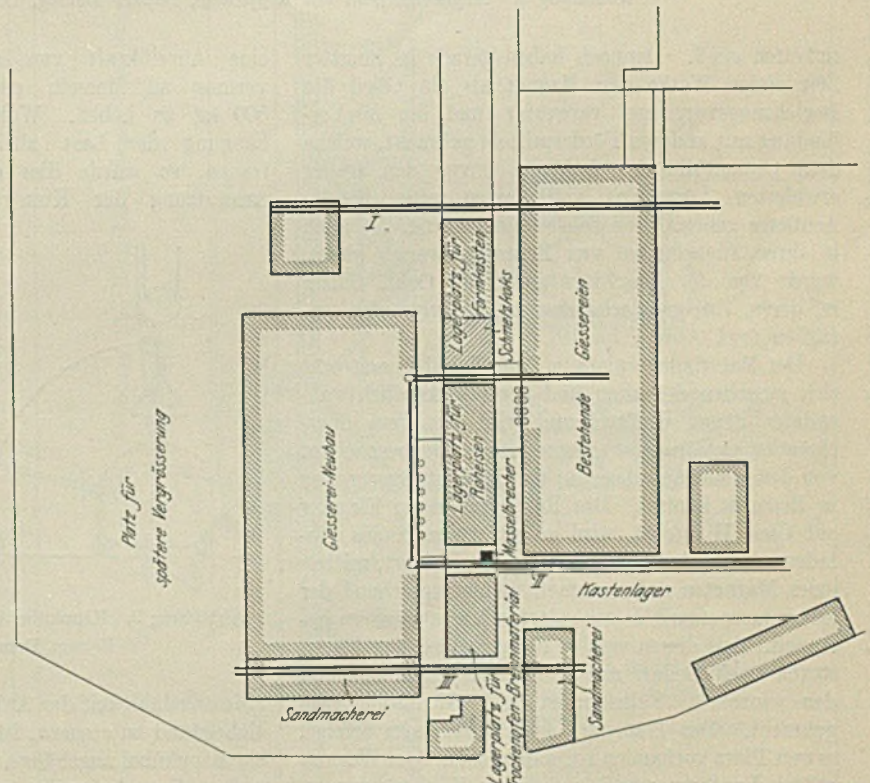 Platz für
spätere Vergrösserung
Giesserei-Neubau
Sandmacherei
I.
Lagerplatz für
Formkasten
Schmelzkoks
Lagerplatz für
Roheisen
Masselbrecher
Bestehende Giessereien
II
Kastenlager
III
Lagerplatz für
Trockenofen-Brennmaterial
Sandmacherei